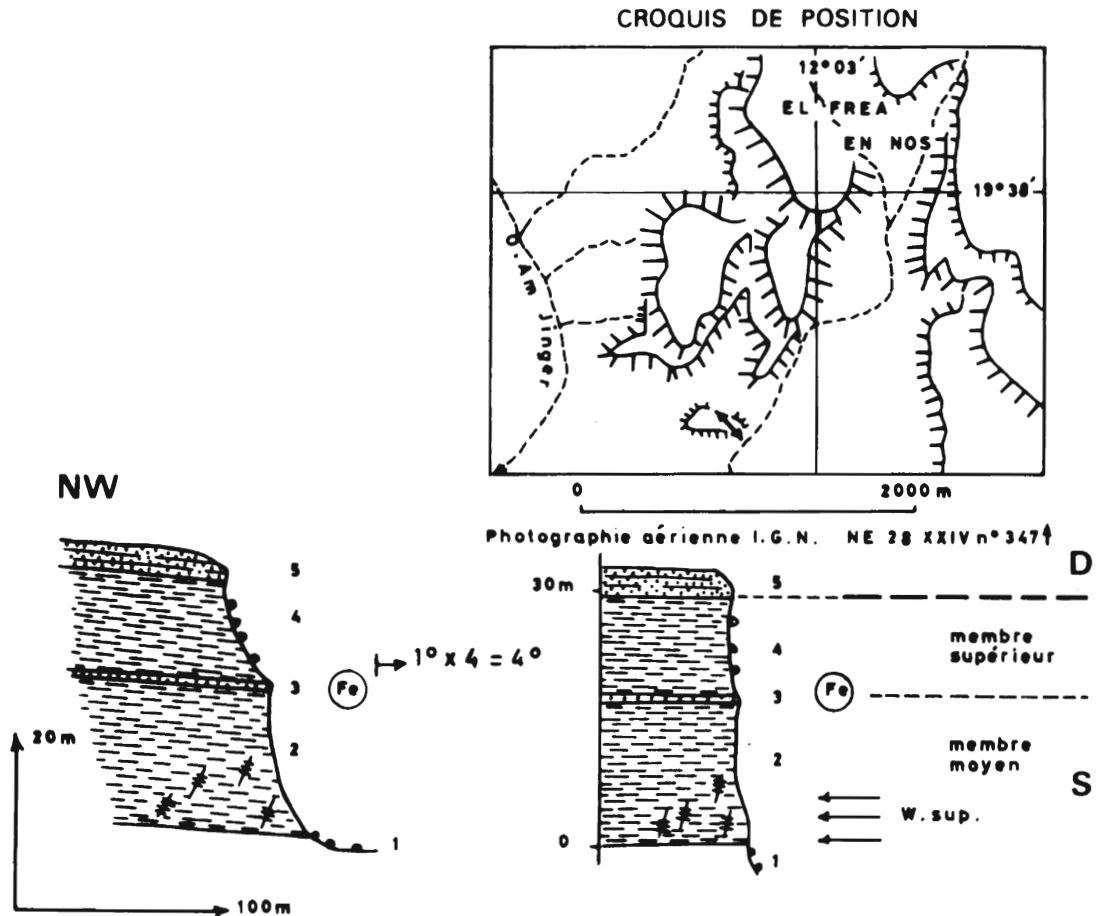 CROQUIS DE POSITION
12°03'
EL FREA
EN NOS
19°38'
O. Am Jinger
0 2000 m
Photographie aérienne I.G.N. NE 28 XXIV n° 347
NW
5
4
3
2
1
Fe
1° x 4 = 4°
20m
100m
30m
0
5
4
3
2
1
Fe
D
membre
supérieur
membre
moyen
S
W. sup.